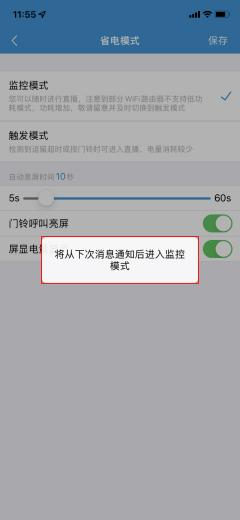 11:55
省电模式
保存
监控模式
您可以随时进行直播，注意到部分WiFi路由器不支持低功
耗模式，功耗增加，敬请留意并及时切换到触发模式
触发模式
检测到逗留超时或按门铃时可进入直播、电量消耗较少
自动息屏时间10秒
5s
60s
门铃呼叫亮屏
屏显电
将从下次消息通知后进入监控
模式